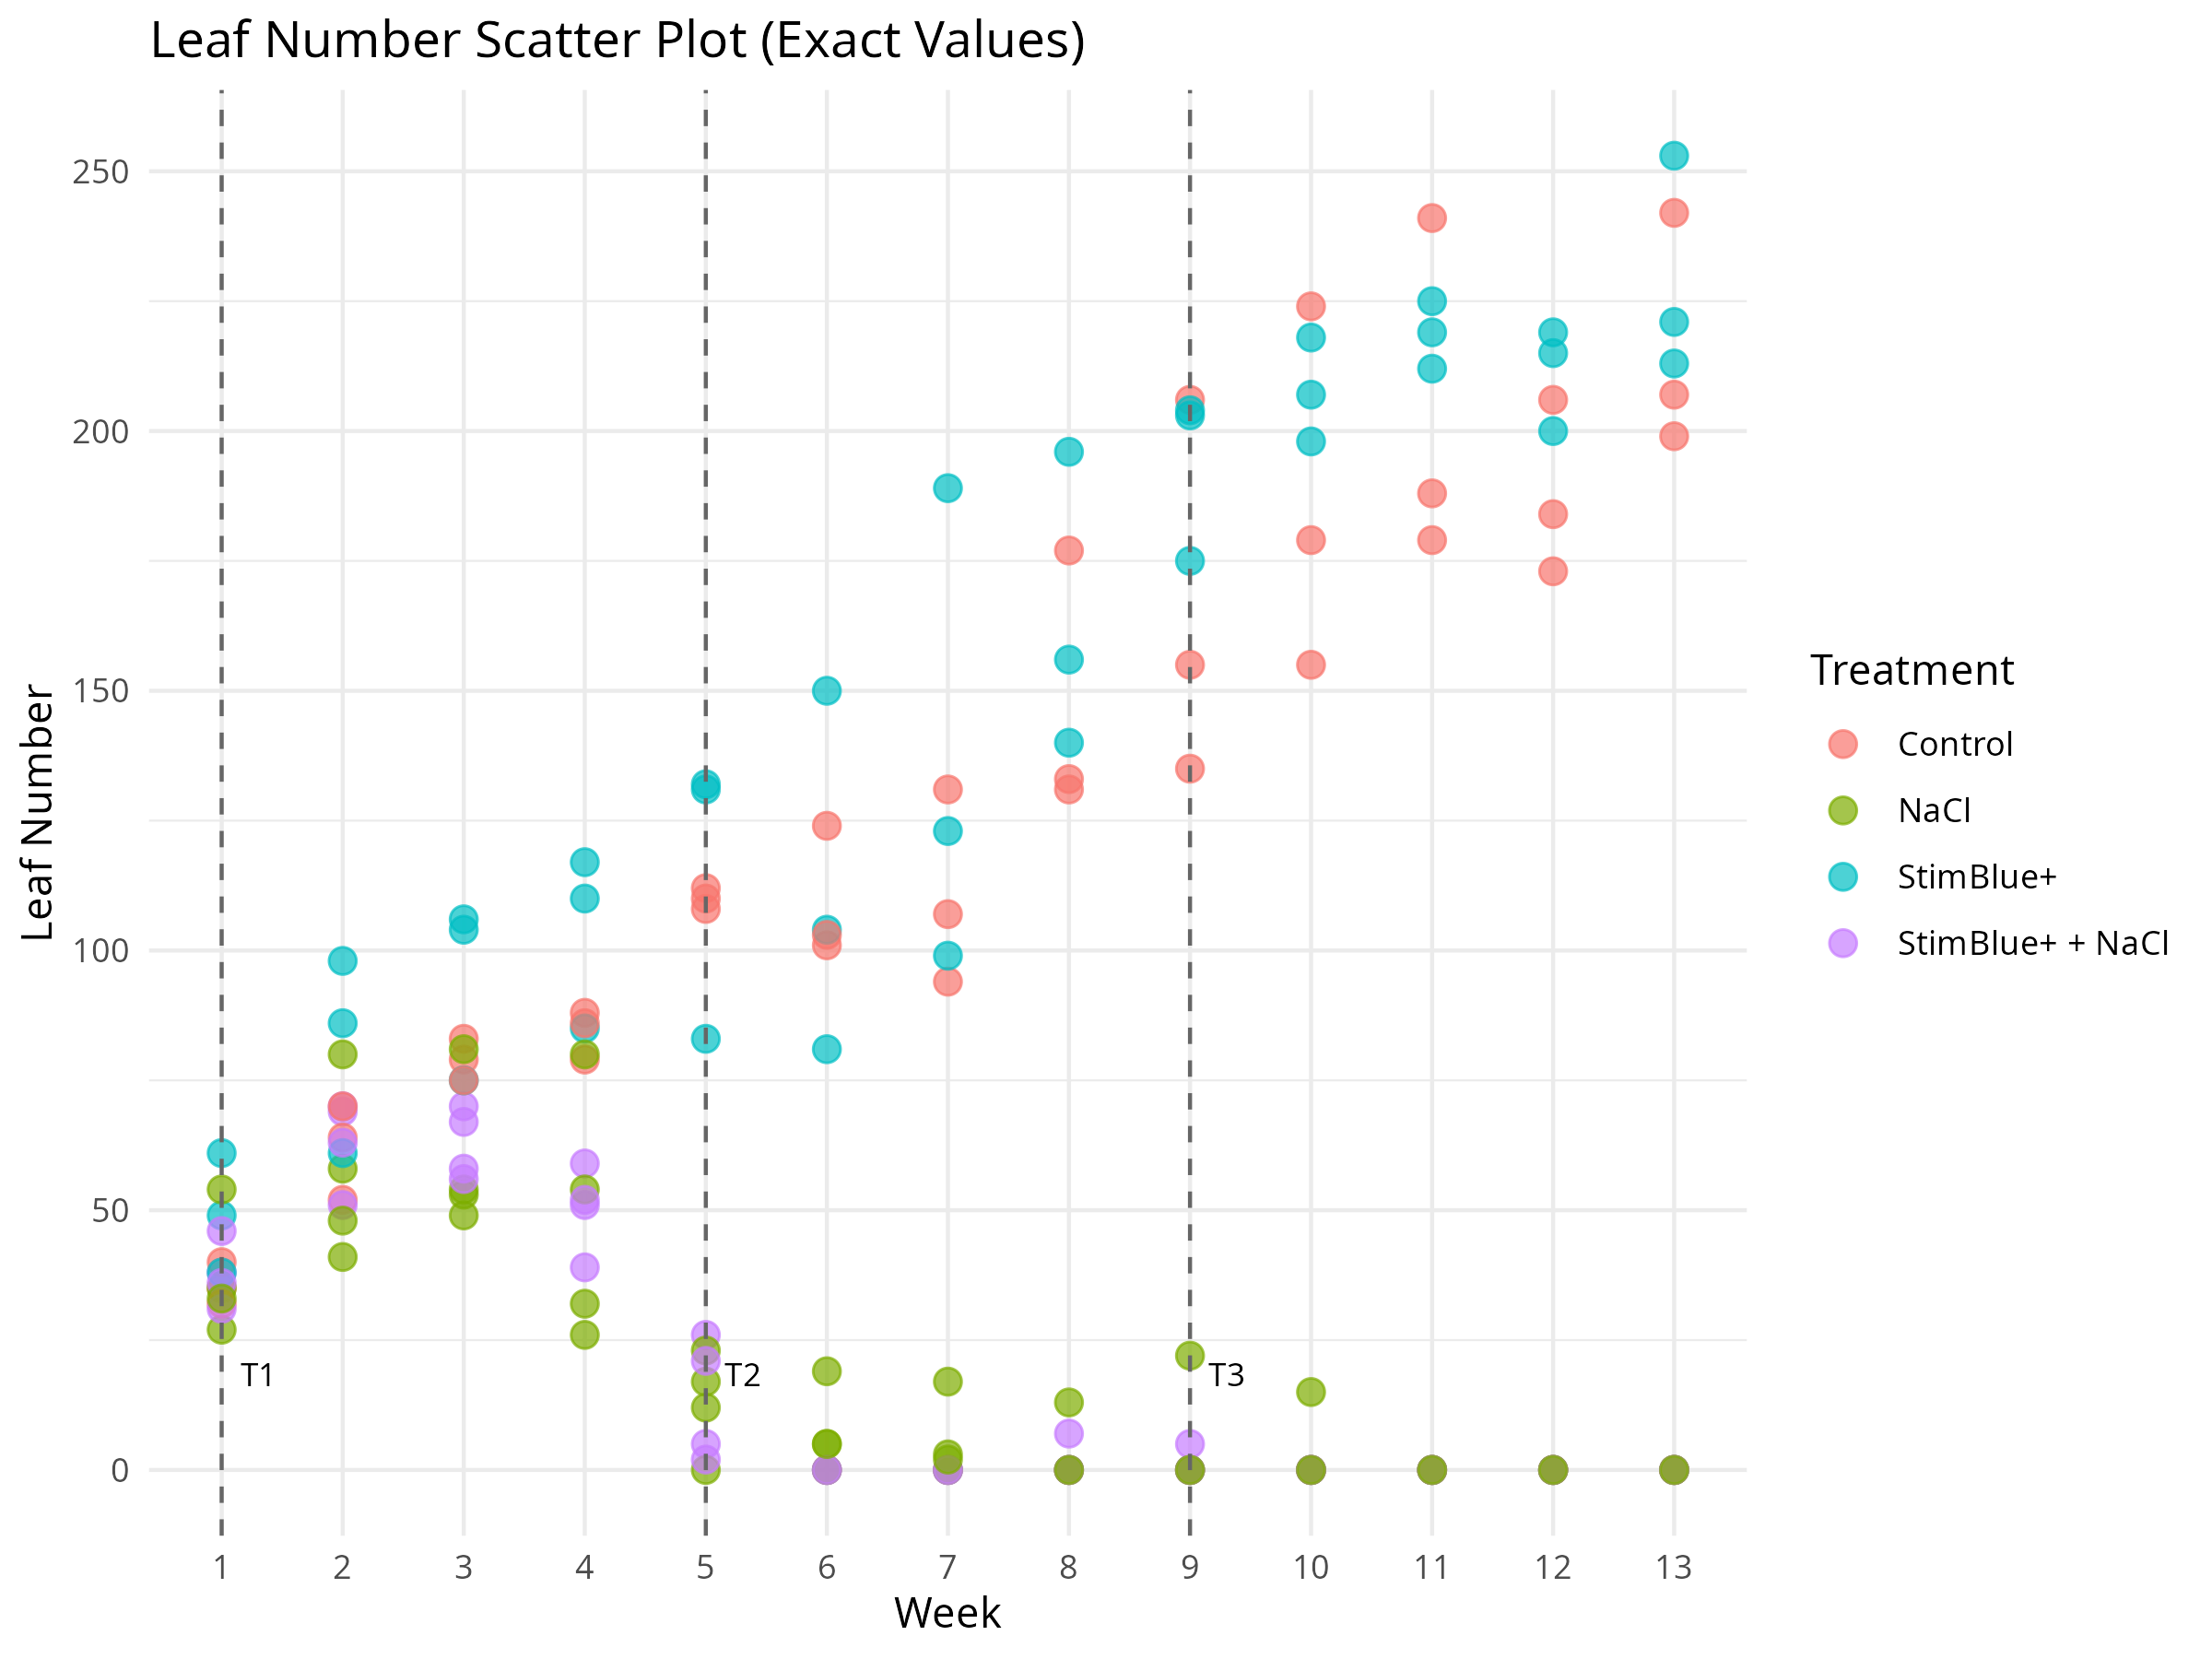 Leaf Number Scatter Plot (Exact Values)
250
200
150
100
50
0
Leaf Number
T1
T2
T3
1 2 3 4 5 6 7 8 9 10 11 12 13
Week
Treatment
Control
NaCl
StimBlue+
StimBlue+ + NaCl